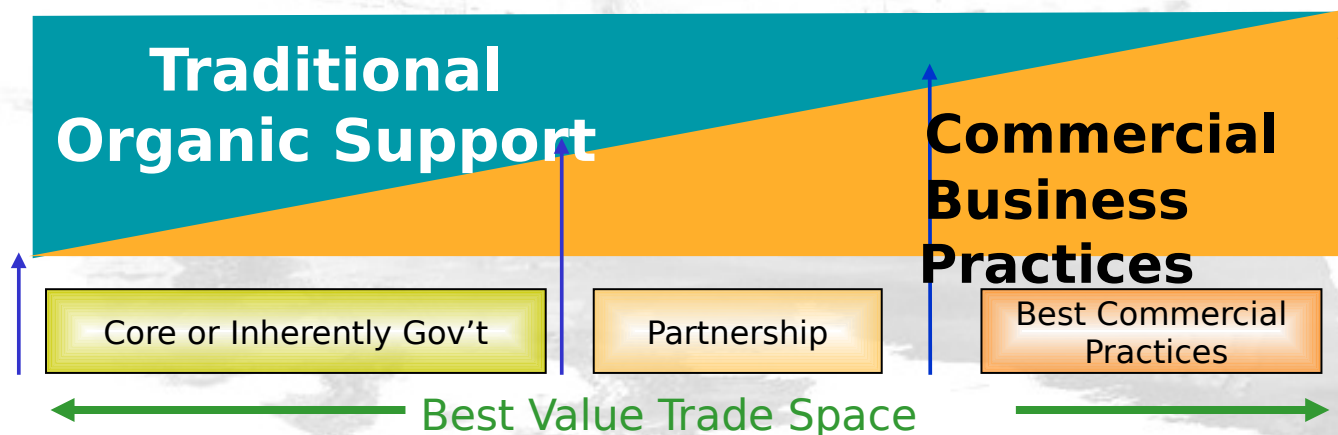 Traditional
Organic Support
Commercial
Business
Practices
Core or Inherently Gov’t
Partnership
Best Commercial
Practices
Best Value Trade Space